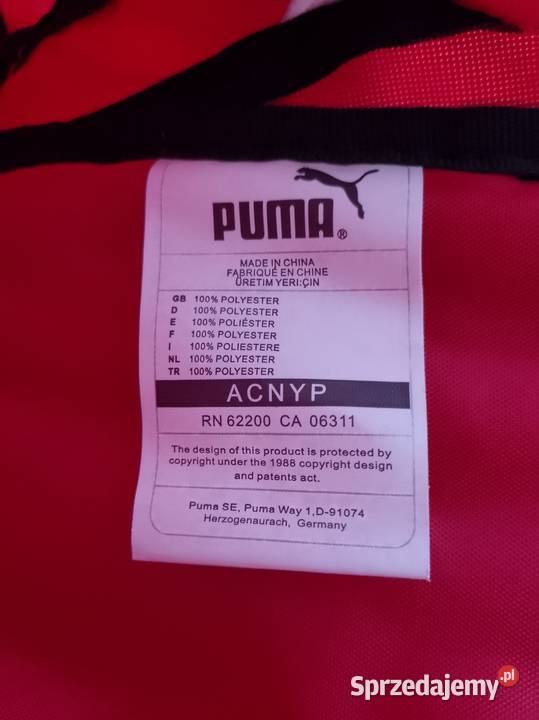 PUMA®
MADE IN CHINA
FABRIQUÉ EN CHINE
ÜRETIM YERI:ÇIN
GB 100% POLYESTER
D 100% POLYESTER
E 100% POLIÉSTER
F 100% POLYESTER
I 100% POLIESTERE
NL 100% POLYESTER
TR 100% POLYESTER
ACNYP
RN 62200 CA 06311
The design of this product is protected by
copyright under the 1988 copyright design
and patents act.
Puma SE, Puma Way 1,D-91074
Herzogenaurach, Germany
Sprzedajemy.pl